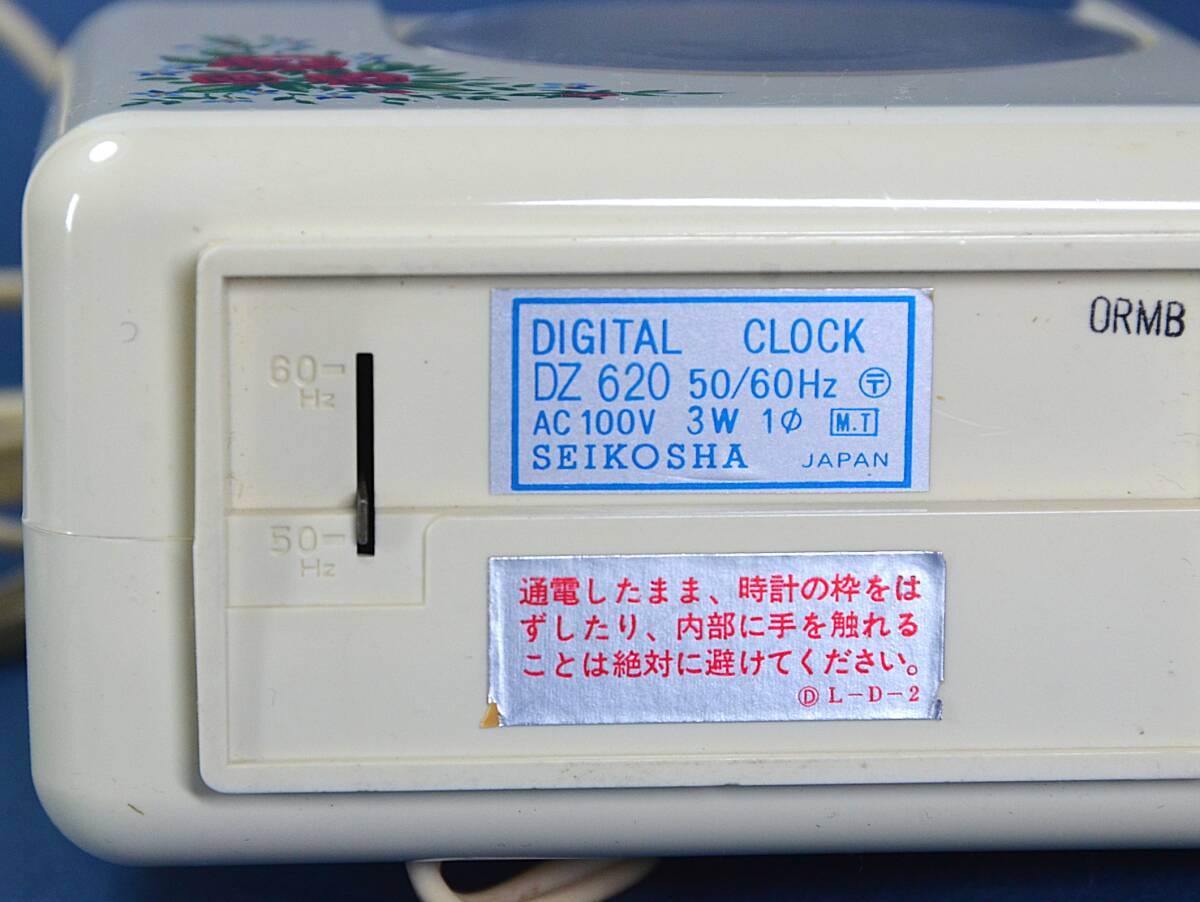 60
Hz
50
Hz
DIGITAL CLOCK
DZ 620 50/60Hz 〶
AC 100V 3W 1φ M.T
SEIKOSHA JAPAN
ORMB
通電したまま、時計の枠をは
ずしたり、内部に手を触れる
ことは絶対に避けてください。
Ⓓ L-D-2